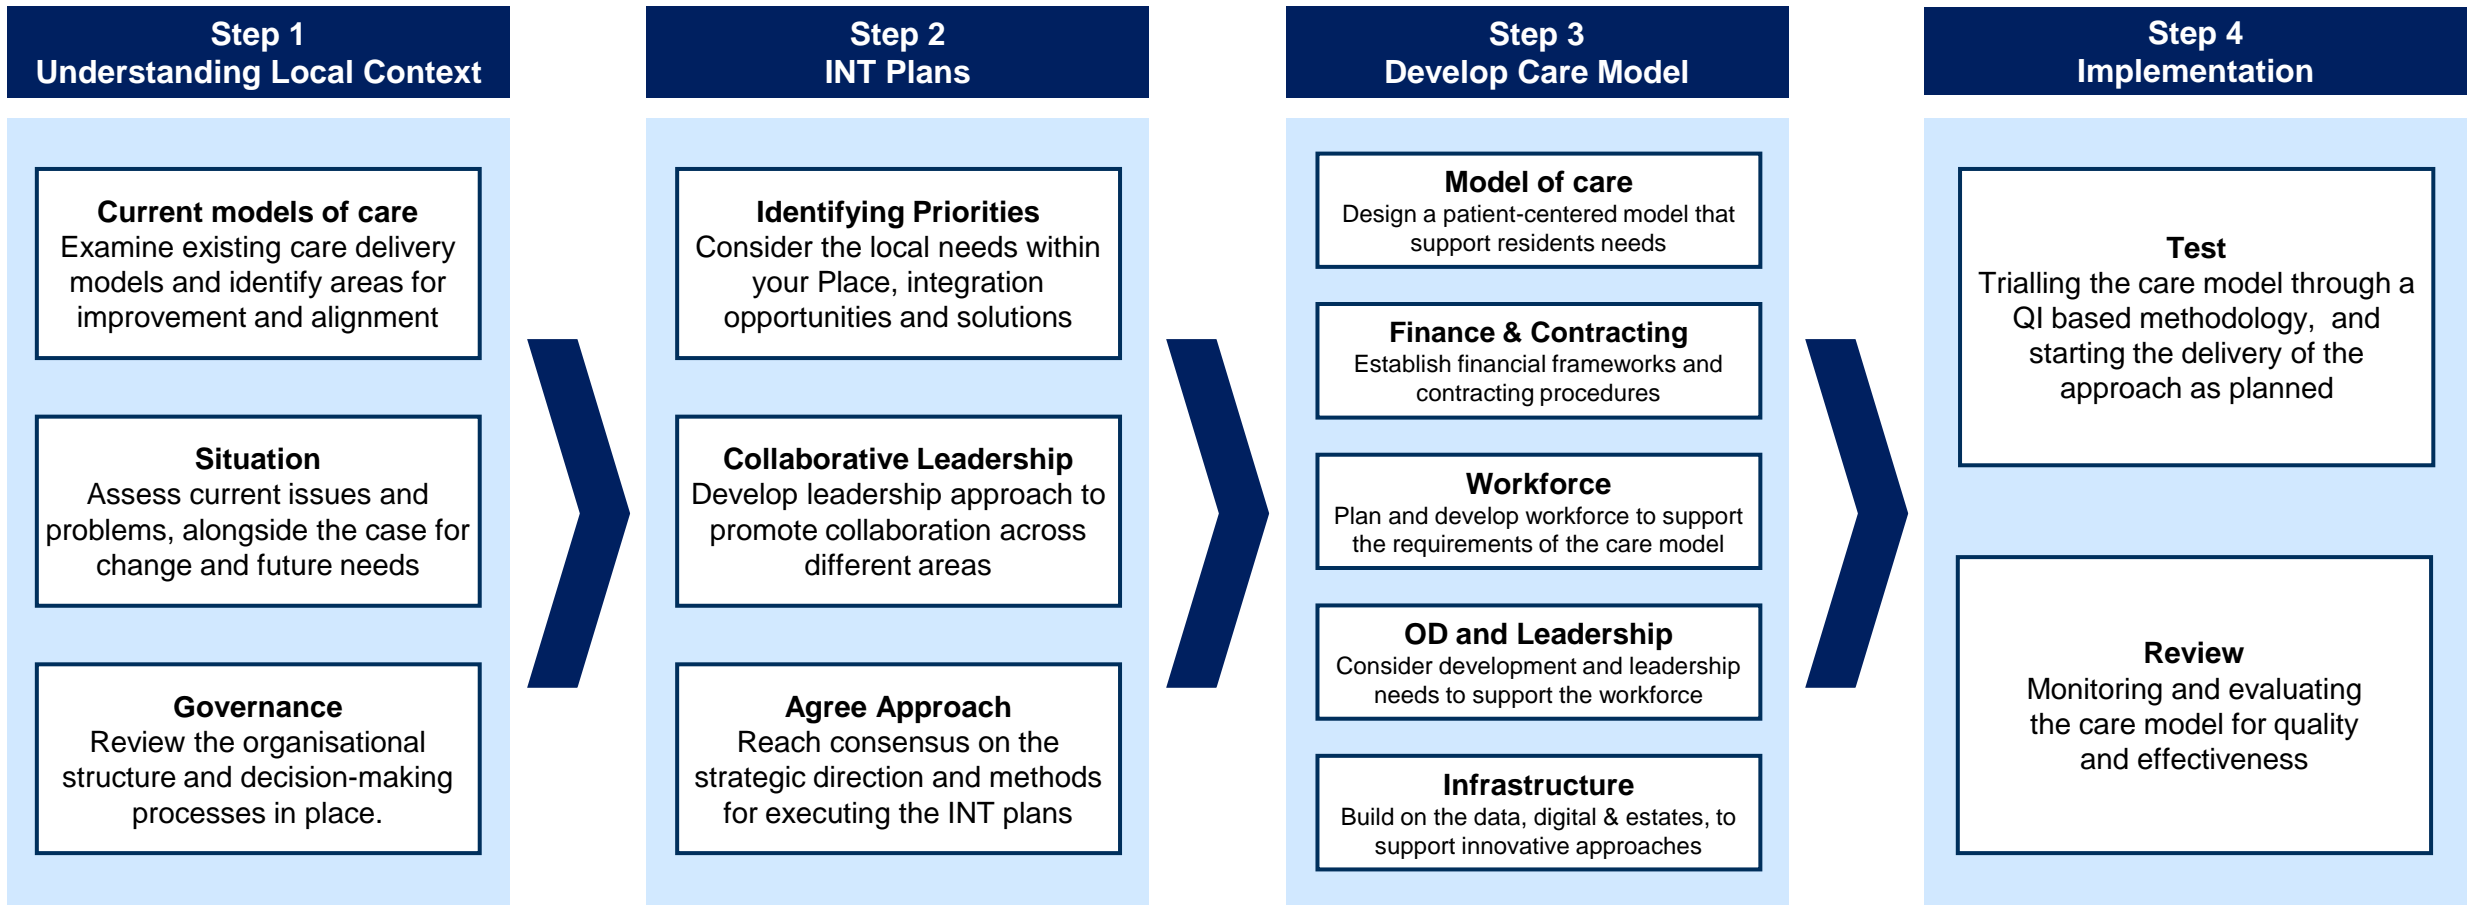 Step 1
Understanding Local Context
Current models of care
Examine existing care delivery
models and identify areas for
improvement and alignment
Situation
Assess current issues and
problems, alongside the case for
change and future needs
Governance
Review the organisational
structure and decision-making
processes in place.
Step 2
INT Plans
Identifying Priorities
Consider the local needs within
your Place, integration
opportunities and solutions
Collaborative Leadership
Develop leadership approach to
promote collaboration across
different areas
Agree Approach
Reach consensus on the
strategic direction and methods
for executing the INT plans
Step 3
Develop Care Model
Model of care
Design a patient-centered model that
support residents needs
Finance & Contracting
Establish financial frameworks and
contracting procedures
Workforce
Plan and develop workforce to support
the requirements of the care model
OD and Leadership
Consider development and leadership
needs to support the workforce
Infrastructure
Build on the data, digital & estates, to
support innovative approaches
Step 4
Implementation
Test
Trialling the care model through a
QI based methodology,  and
starting the delivery of the
approach as planned
Review
Monitoring and evaluating
the care model for quality
and effectiveness